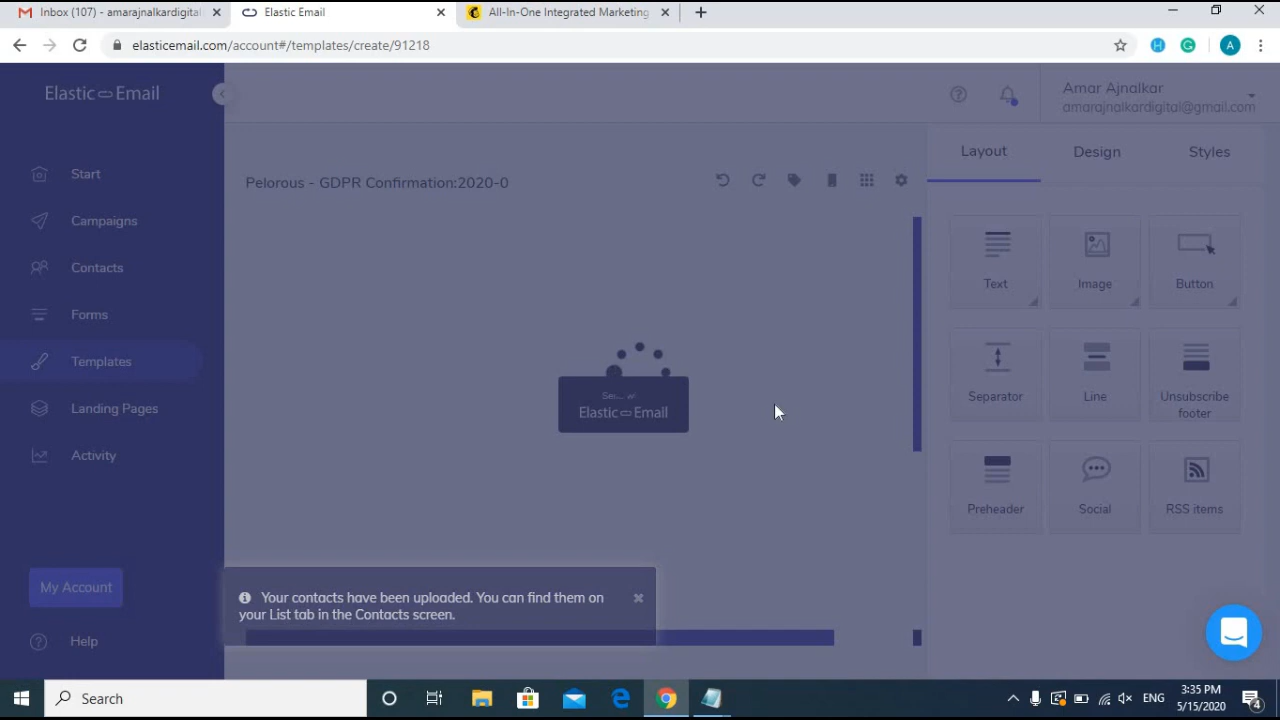 Inbox (107) - amarajnalkardigital
Elastic Email
All-In-One Integrated Marketing
elasticemail.com/account#/templates/create/91218
Elastic Email
Amar Ajnalkar
amarajnalkardigital@gmail.com
Start
Campaigns
Contacts
Forms
Templates
Landing Pages
Activity
My Account
Help
Pelorous - GDPR Confirmation:2020-0
Layout
Design
Styles
Text
Image
Button
Separator
Line
Unsubscribe
footer
Preheader
Social
RSS items
Elastic Email
Your contacts have been uploaded. You can find them on
your List tab in the Contacts screen.
Search
ENG
3:35 PM
5/15/2020
4